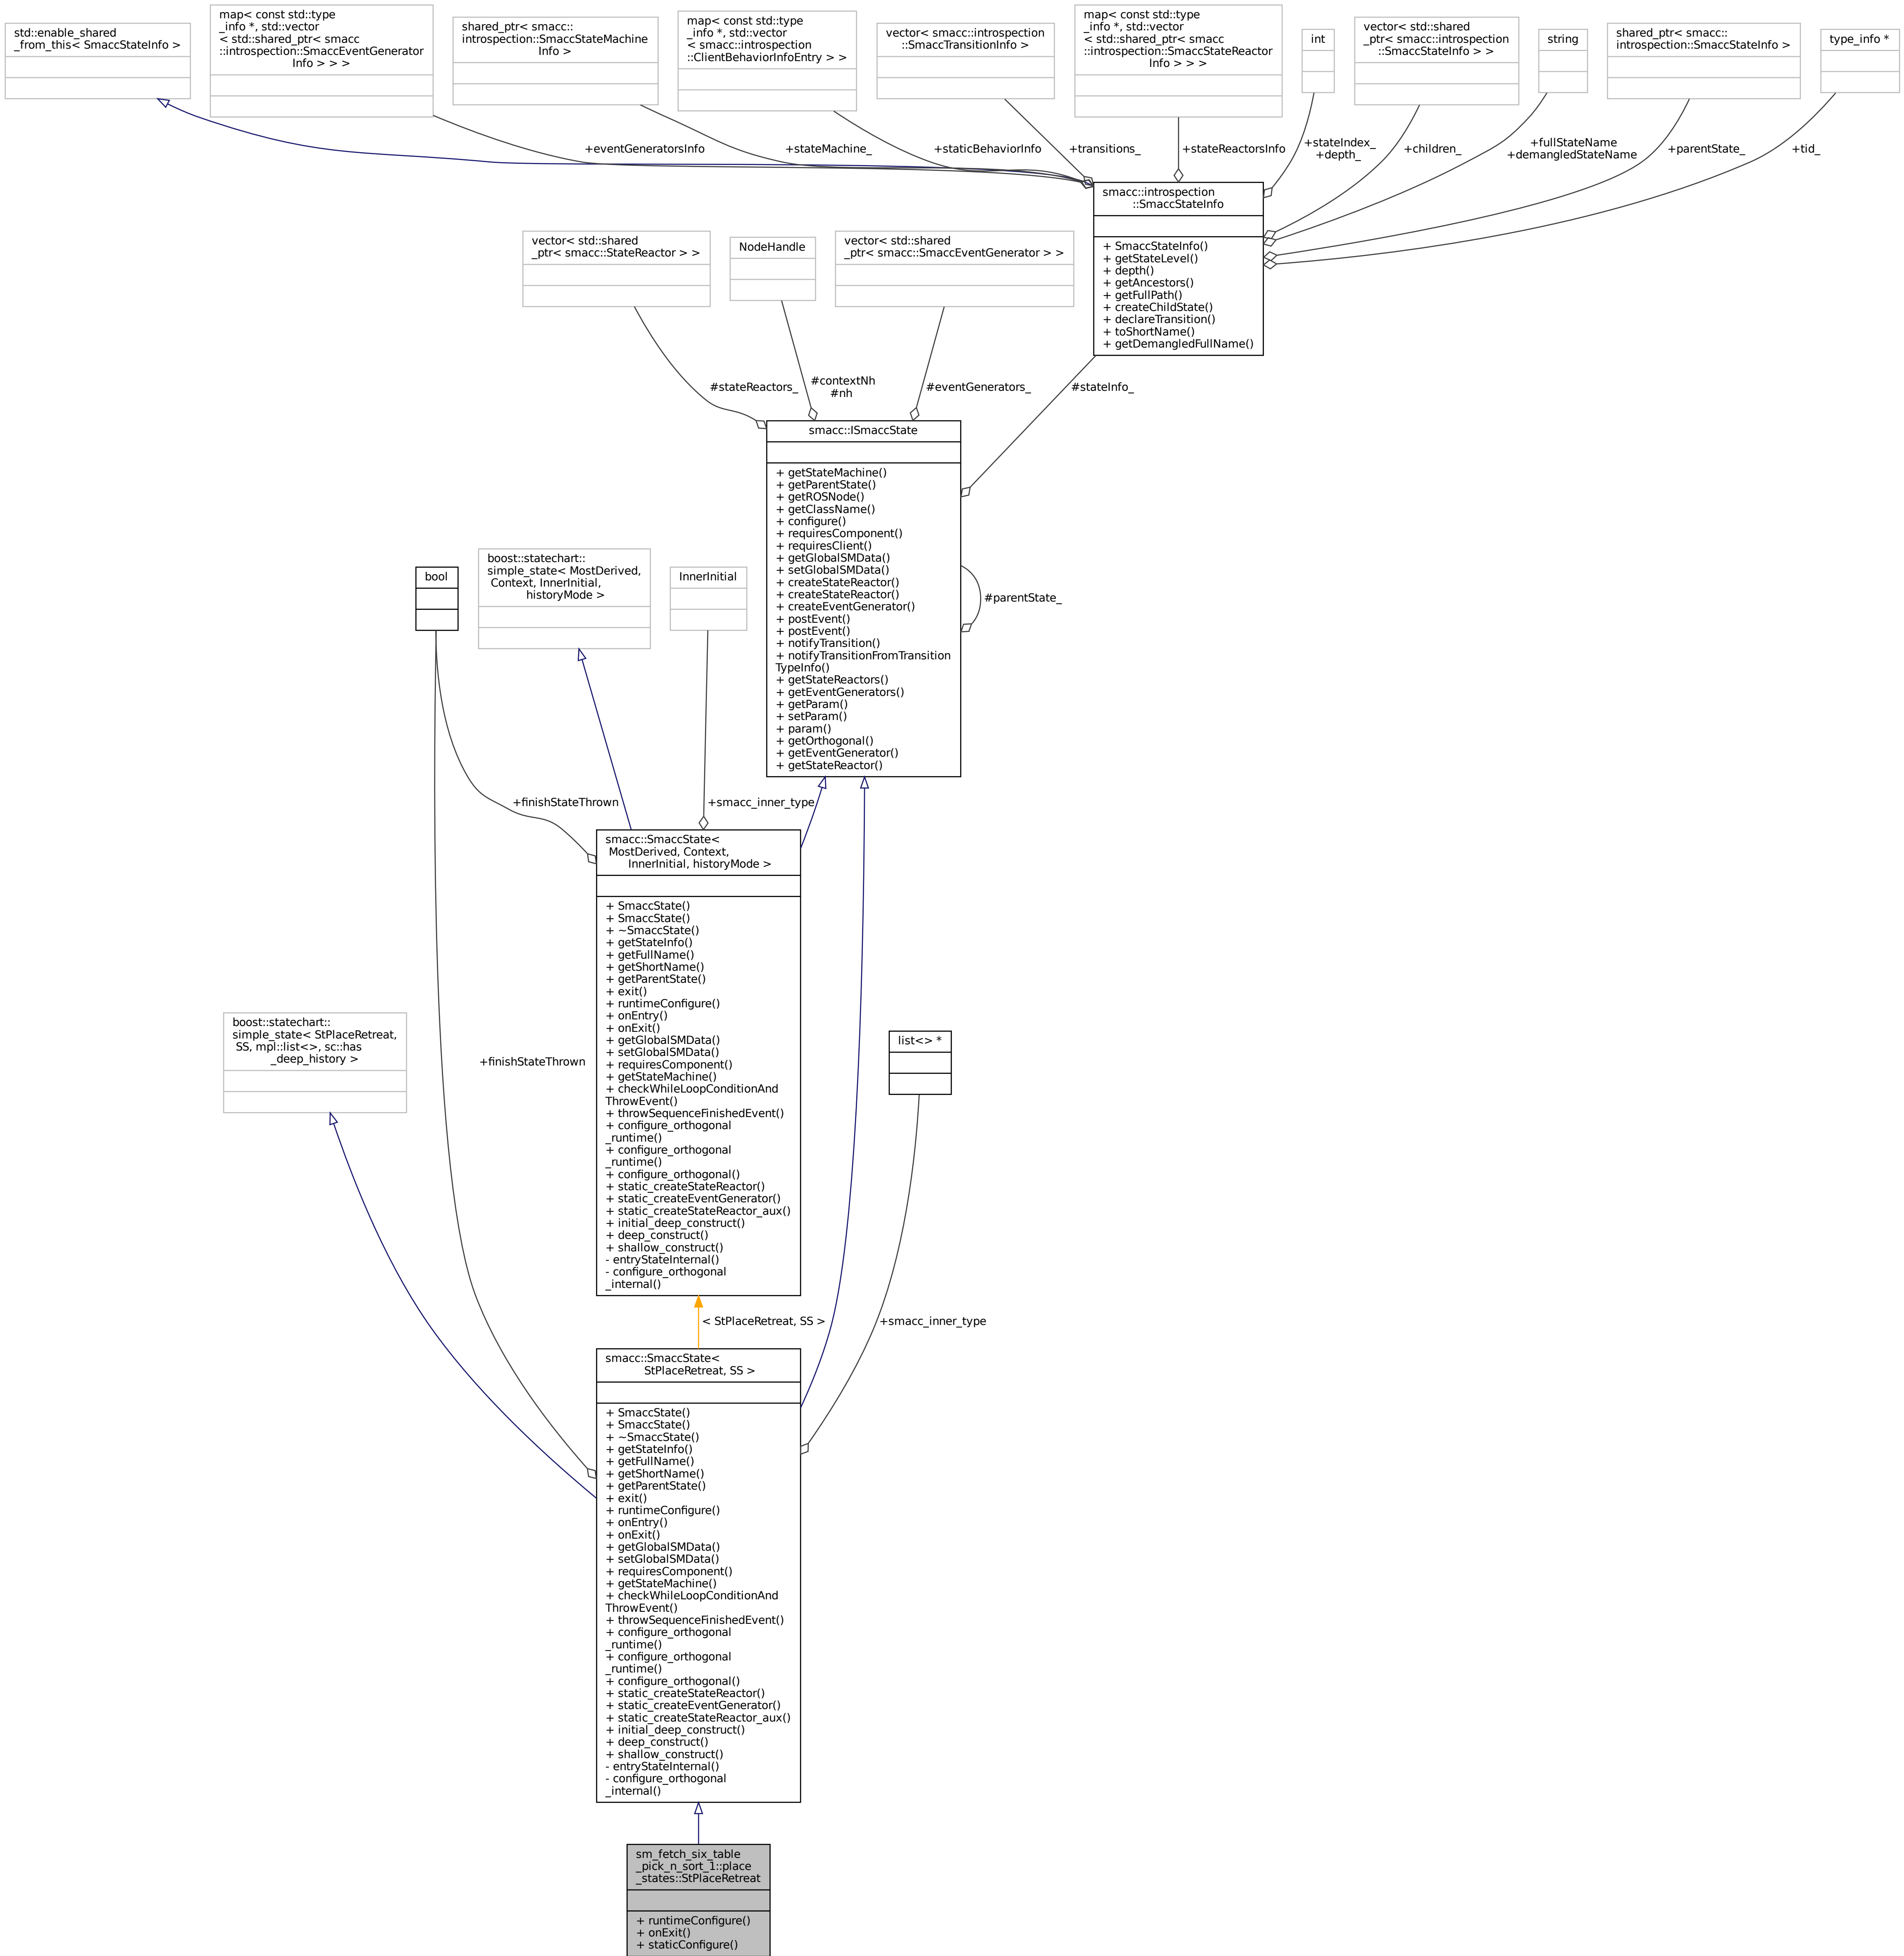 std::enable_shared
_from_this< SmaccStateInfo >
map< const std::type
_info *, std::vector
< std::shared_ptr< smacc
::introspection::SmaccEventGenerator
Info > > >
shared_ptr< smacc::
introspection::SmaccStateMachine
Info >
map< const std::type
_info *, std::vector
< smacc::introspection
::ClientBehaviorInfoEntry > >
vector< smacc::introspection
::SmaccTransitionInfo >
map< const std::type
_info *, std::vector
< std::shared_ptr< smacc
::introspection::SmaccStateReactor
Info > > >
int
vector< std::shared
_ptr< smacc::introspection
::SmaccStateInfo > >
string
shared_ptr< smacc::
introspection::SmaccStateInfo >
type_info *
+eventGeneratorsInfo
+stateMachine_
+staticBehaviorInfo
+transitions_
+stateReactorsInfo
+stateIndex_
+depth_
+children_
+fullStateName
+demangledStateName
+parentState_
+tid_
smacc::introspection
::SmaccStateInfo
+ SmaccStateInfo()
+ getStateLevel()
+ depth()
+ getAncestors()
+ getFullPath()
+ createChildState()
+ declareTransition()
+ toShortName()
+ getDemangledFullName()
vector< std::shared
_ptr< smacc::StateReactor > >
NodeHandle
vector< std::shared
_ptr< smacc::SmaccEventGenerator > >
#stateReactors_
#contextNh
#nh
#eventGenerators_
#stateInfo_
smacc::ISmaccState
+ getStateMachine()
+ getParentState()
+ getROSNode()
+ getClassName()
+ configure()
+ requiresComponent()
+ requiresClient()
+ getGlobalSMData()
+ setGlobalSMData()
+ createStateReactor()
+ createStateReactor()
+ createEventGenerator()
+ postEvent()
+ postEvent()
+ notifyTransition()
+ notifyTransitionFromTransition
TypeInfo()
+ getStateReactors()
+ getEventGenerators()
+ getParam()
+ setParam()
+ param()
+ getOrthogonal()
+ getEventGenerator()
+ getStateReactor()
#parentState_
bool
boost::statechart::
simple_state< MostDerived,
Context, InnerInitial,
historyMode >
InnerInitial
+finishStateThrown
+smacc_inner_type
smacc::SmaccState<
MostDerived, Context,
InnerInitial, historyMode >
+ SmaccState()
+ SmaccState()
+ ~SmaccState()
+ getStateInfo()
+ getFullName()
+ getShortName()
+ getParentState()
+ exit()
+ runtimeConfigure()
+ onEntry()
+ onExit()
+ getGlobalSMData()
+ setGlobalSMData()
+ requiresComponent()
+ getStateMachine()
+ checkWhileLoopConditionAnd
ThrowEvent()
+ throwSequenceFinishedEvent()
+ configure_orthogonal
_runtime()
+ configure_orthogonal
_runtime()
+ configure_orthogonal()
+ static_createStateReactor()
+ static_createEventGenerator()
+ static_createStateReactor_aux()
+ initial_deep_construct()
+ deep_construct()
+ shallow_construct()
- entryStateInternal()
- configure_orthogonal
_internal()
boost::statechart::
simple_state< StPlaceRetreat,
SS, mpl::list<>, sc::has
_deep_history >
+finishStateThrown
list<> *
< StPlaceRetreat, SS >
+smacc_inner_type
smacc::SmaccState<
StPlaceRetreat, SS >
+ SmaccState()
+ SmaccState()
+ ~SmaccState()
+ getStateInfo()
+ getFullName()
+ getShortName()
+ getParentState()
+ exit()
+ runtimeConfigure()
+ onEntry()
+ onExit()
+ getGlobalSMData()
+ setGlobalSMData()
+ requiresComponent()
+ getStateMachine()
+ checkWhileLoopConditionAnd
ThrowEvent()
+ throwSequenceFinishedEvent()
+ configure_orthogonal
_runtime()
+ configure_orthogonal
_runtime()
+ configure_orthogonal()
+ static_createStateReactor()
+ static_createEventGenerator()
+ static_createStateReactor_aux()
+ initial_deep_construct()
+ deep_construct()
+ shallow_construct()
- entryStateInternal()
- configure_orthogonal
_internal()
sm_fetch_six_table
_pick_n_sort_1::place
_states::StPlaceRetreat
+ runtimeConfigure()
+ onExit()
+ staticConfigure()